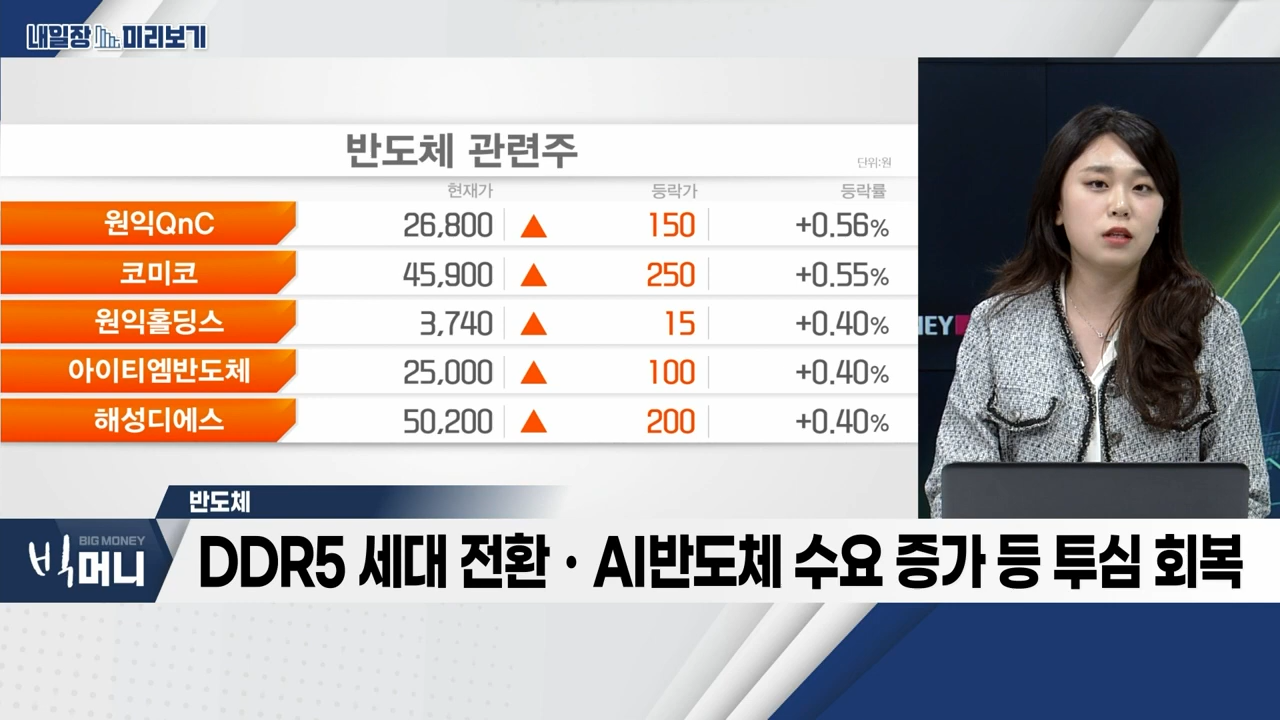 내일장 미리보기
반도체 관련주
단위:원
현재가 등락가 등락률
원익QnC 26,800 ▲ 150 +0.56%
코미코 45,900 ▲ 250 +0.55%
원익홀딩스 3,740 ▲ 15 +0.40%
아이티엠반도체 25,000 ▲ 100 +0.40%
해성디에스 50,200 ▲ 200 +0.40%
NEY
반도체
BIG MONEY
빅머니
DDR5 세대 전환·AI반도체 수요 증가 등 투심 회복